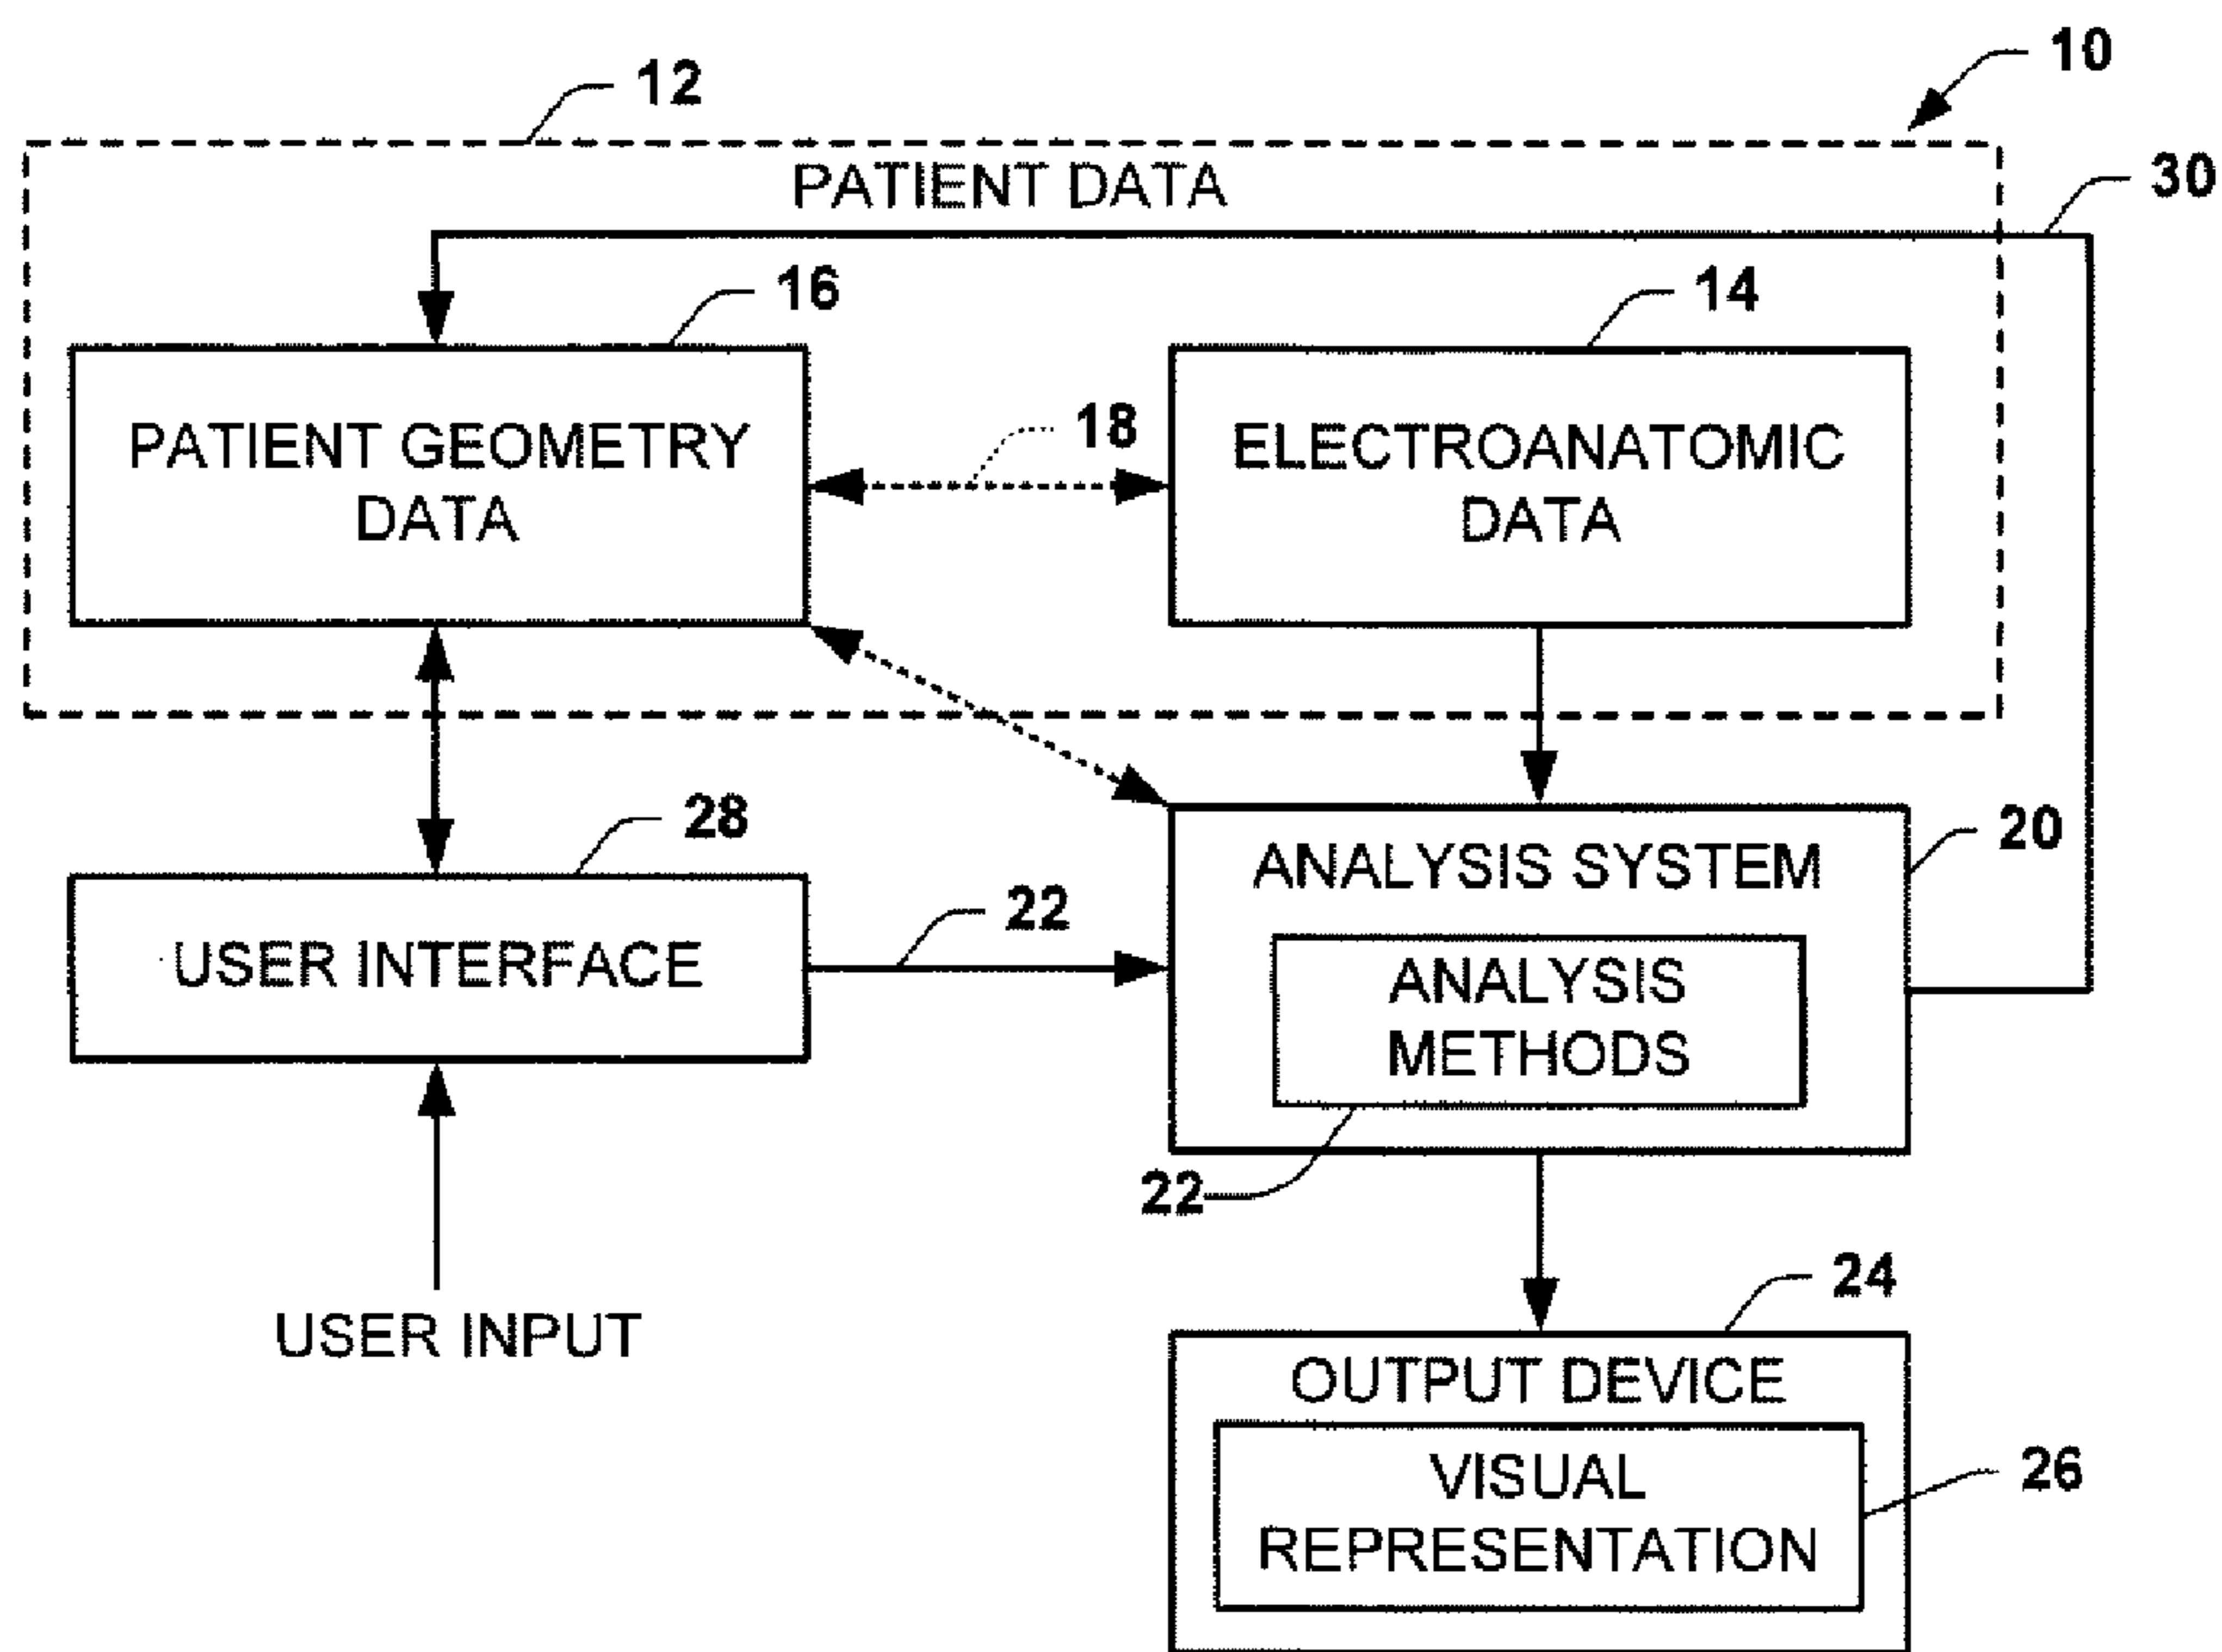 10
12
PATIENT DATA
30
16
14
PATIENT GEOMETRY
DATA
18
ELECTROANATOMIC
DATA
28
20
USER INTERFACE
22
ANALYSIS SYSTEM
ANALYSIS
METHODS
22
USER INPUT
24
OUTPUT DEVICE
VISUAL
REPRESENTATION
26